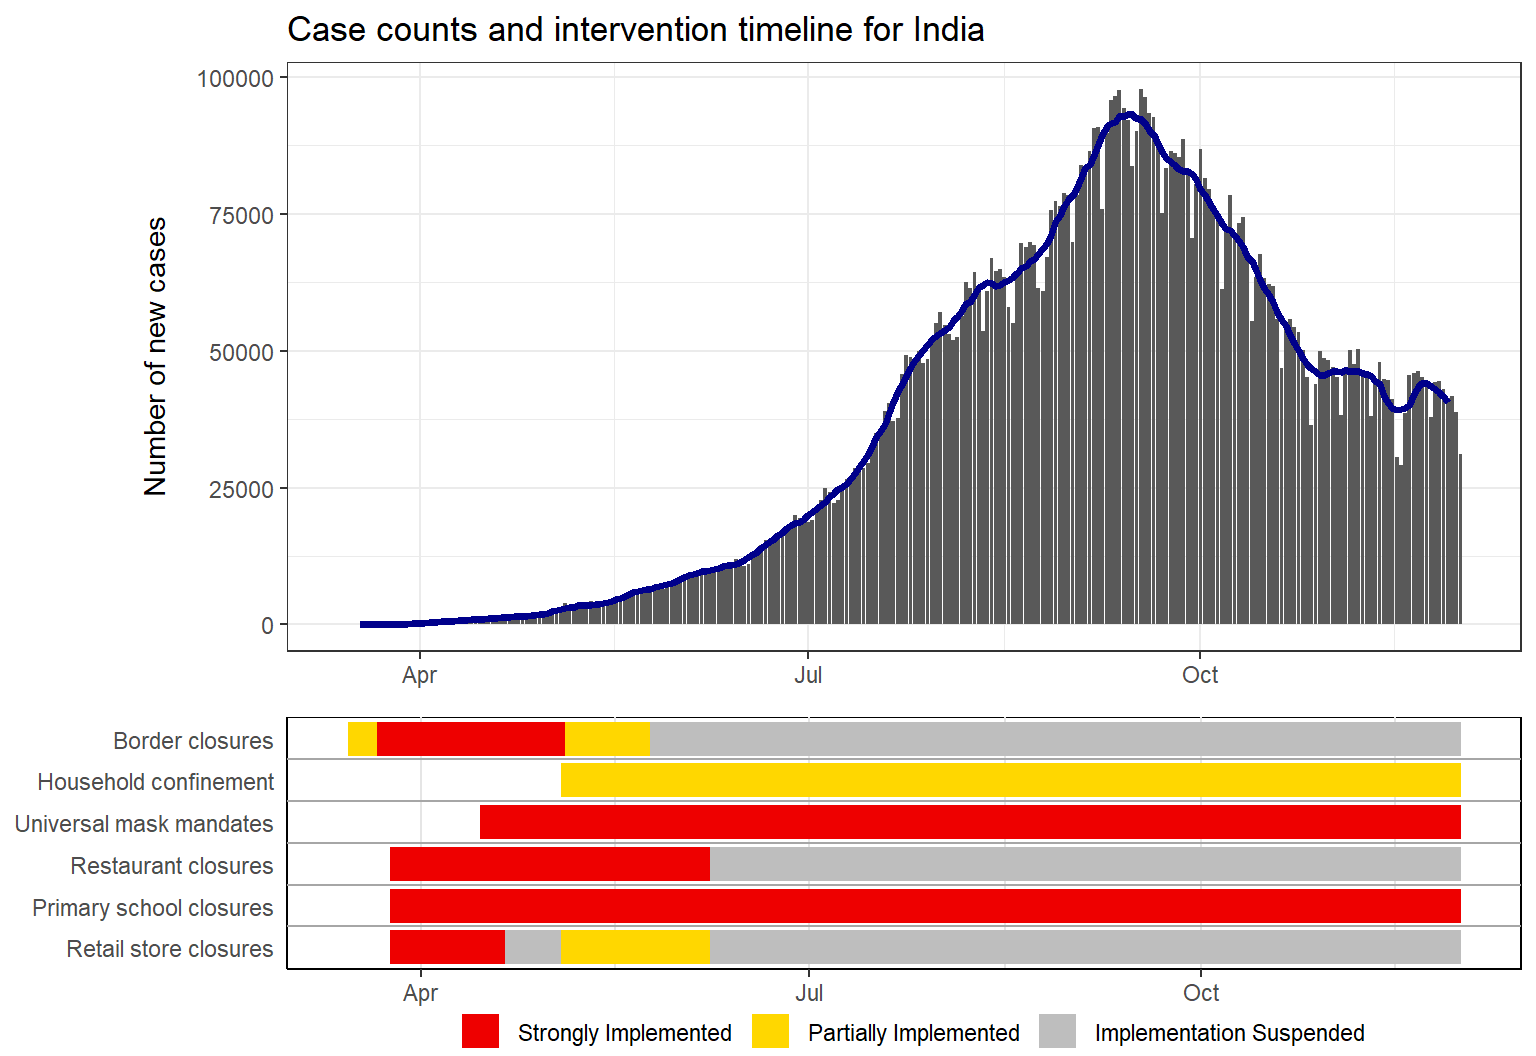 Case counts and intervention timeline for India
Number of new cases
100000
75000
50000
25000
0
Apr Jul Oct
Border closures
Household confinement
Universal mask mandates
Restaurant closures
Primary school closures
Retail store closures
Apr Jul Oct
Strongly Implemented Partially Implemented Implementation Suspended